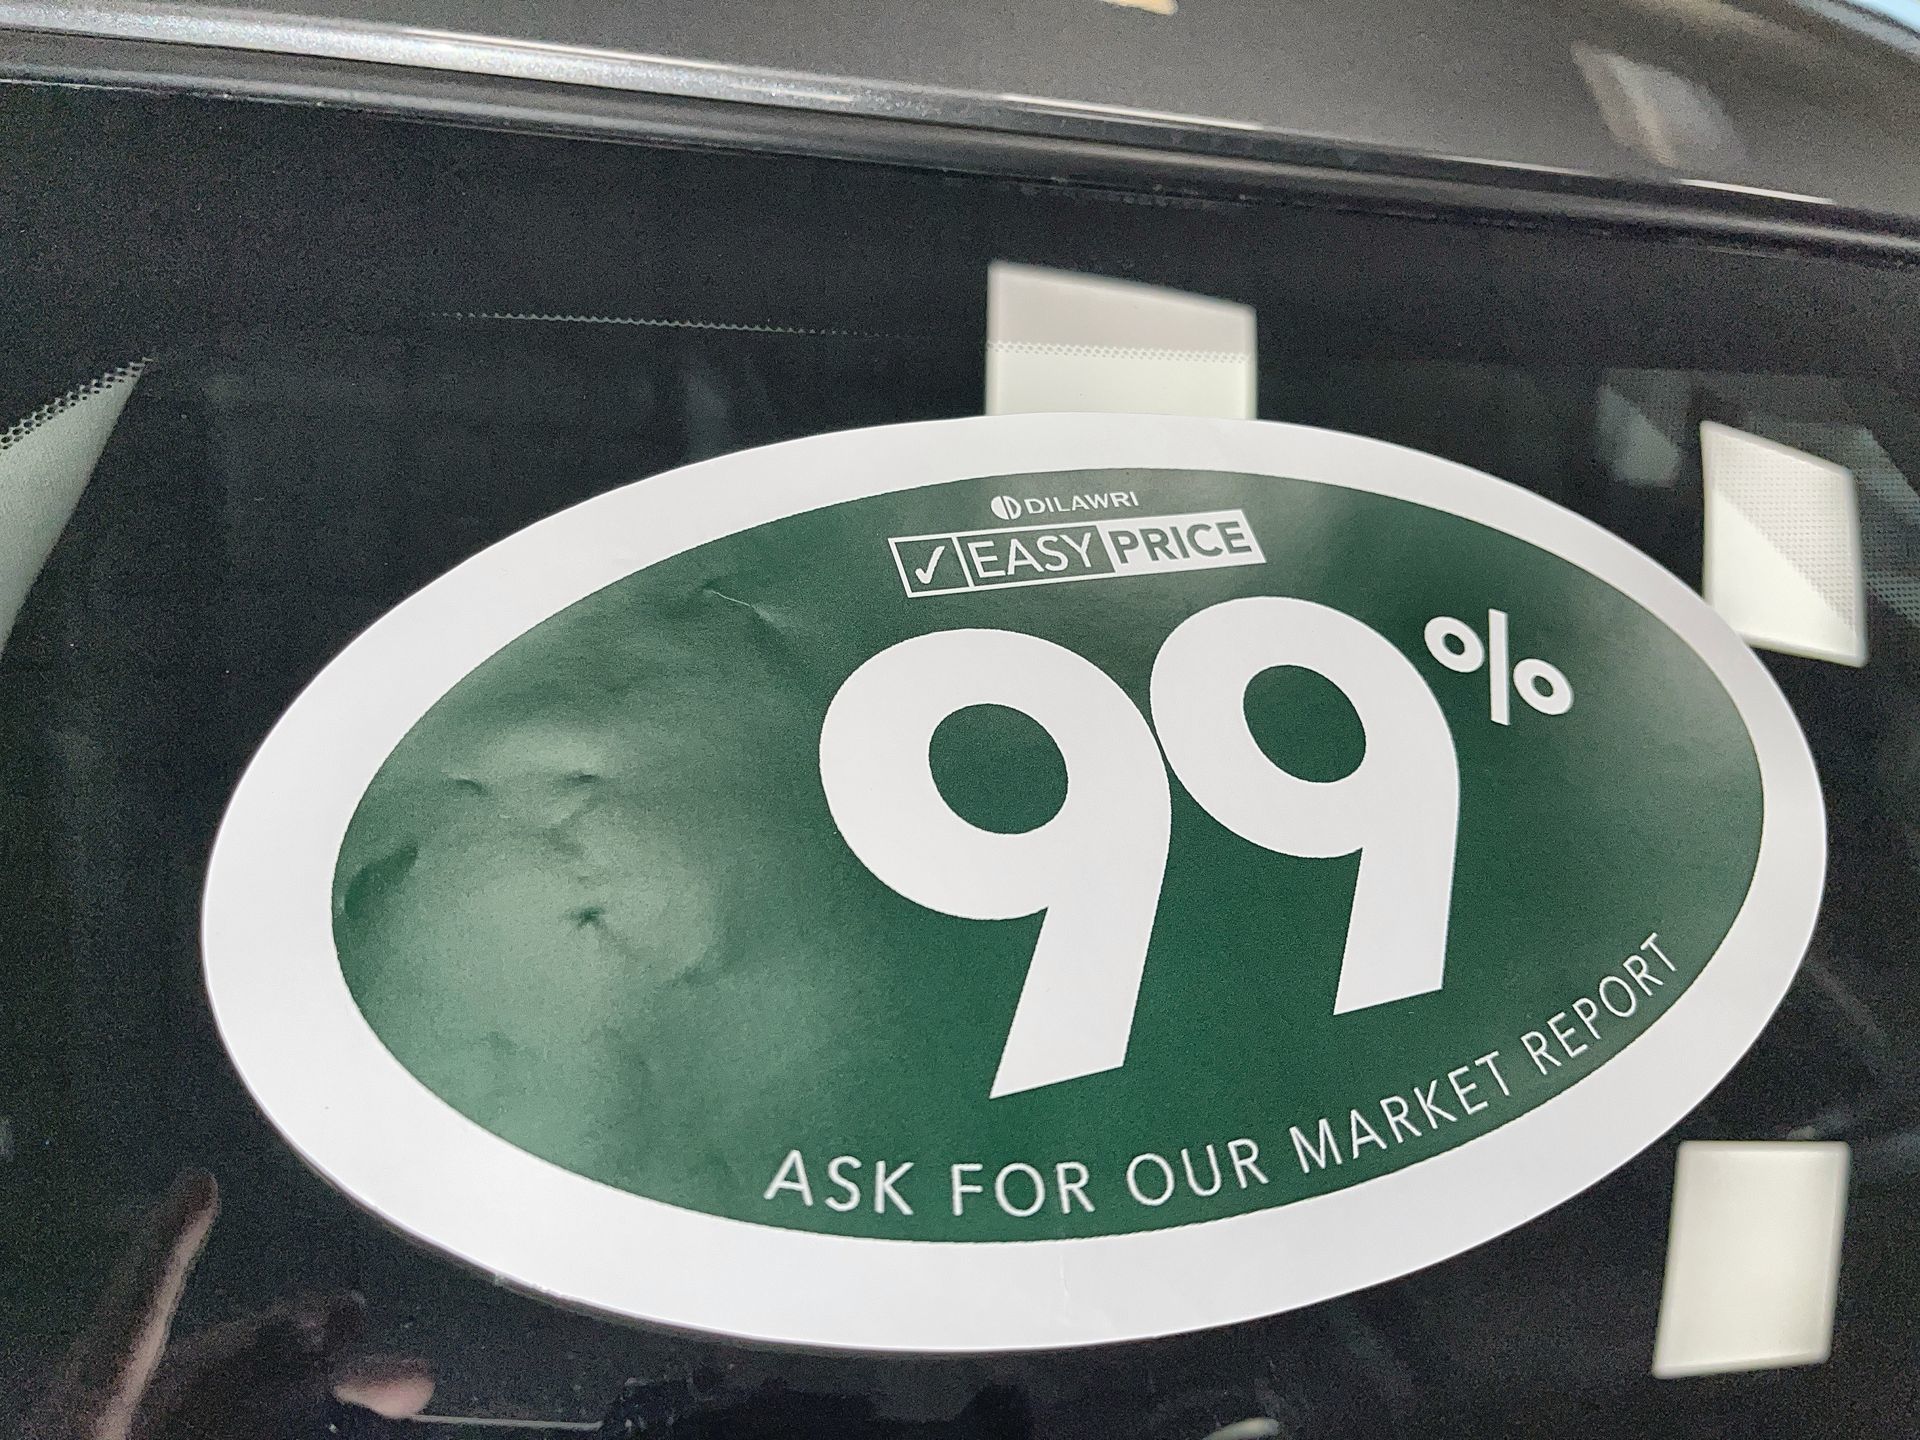 DILAWRI
✓ EASY PRICE
99%
ASK FOR OUR MARKET REPORT